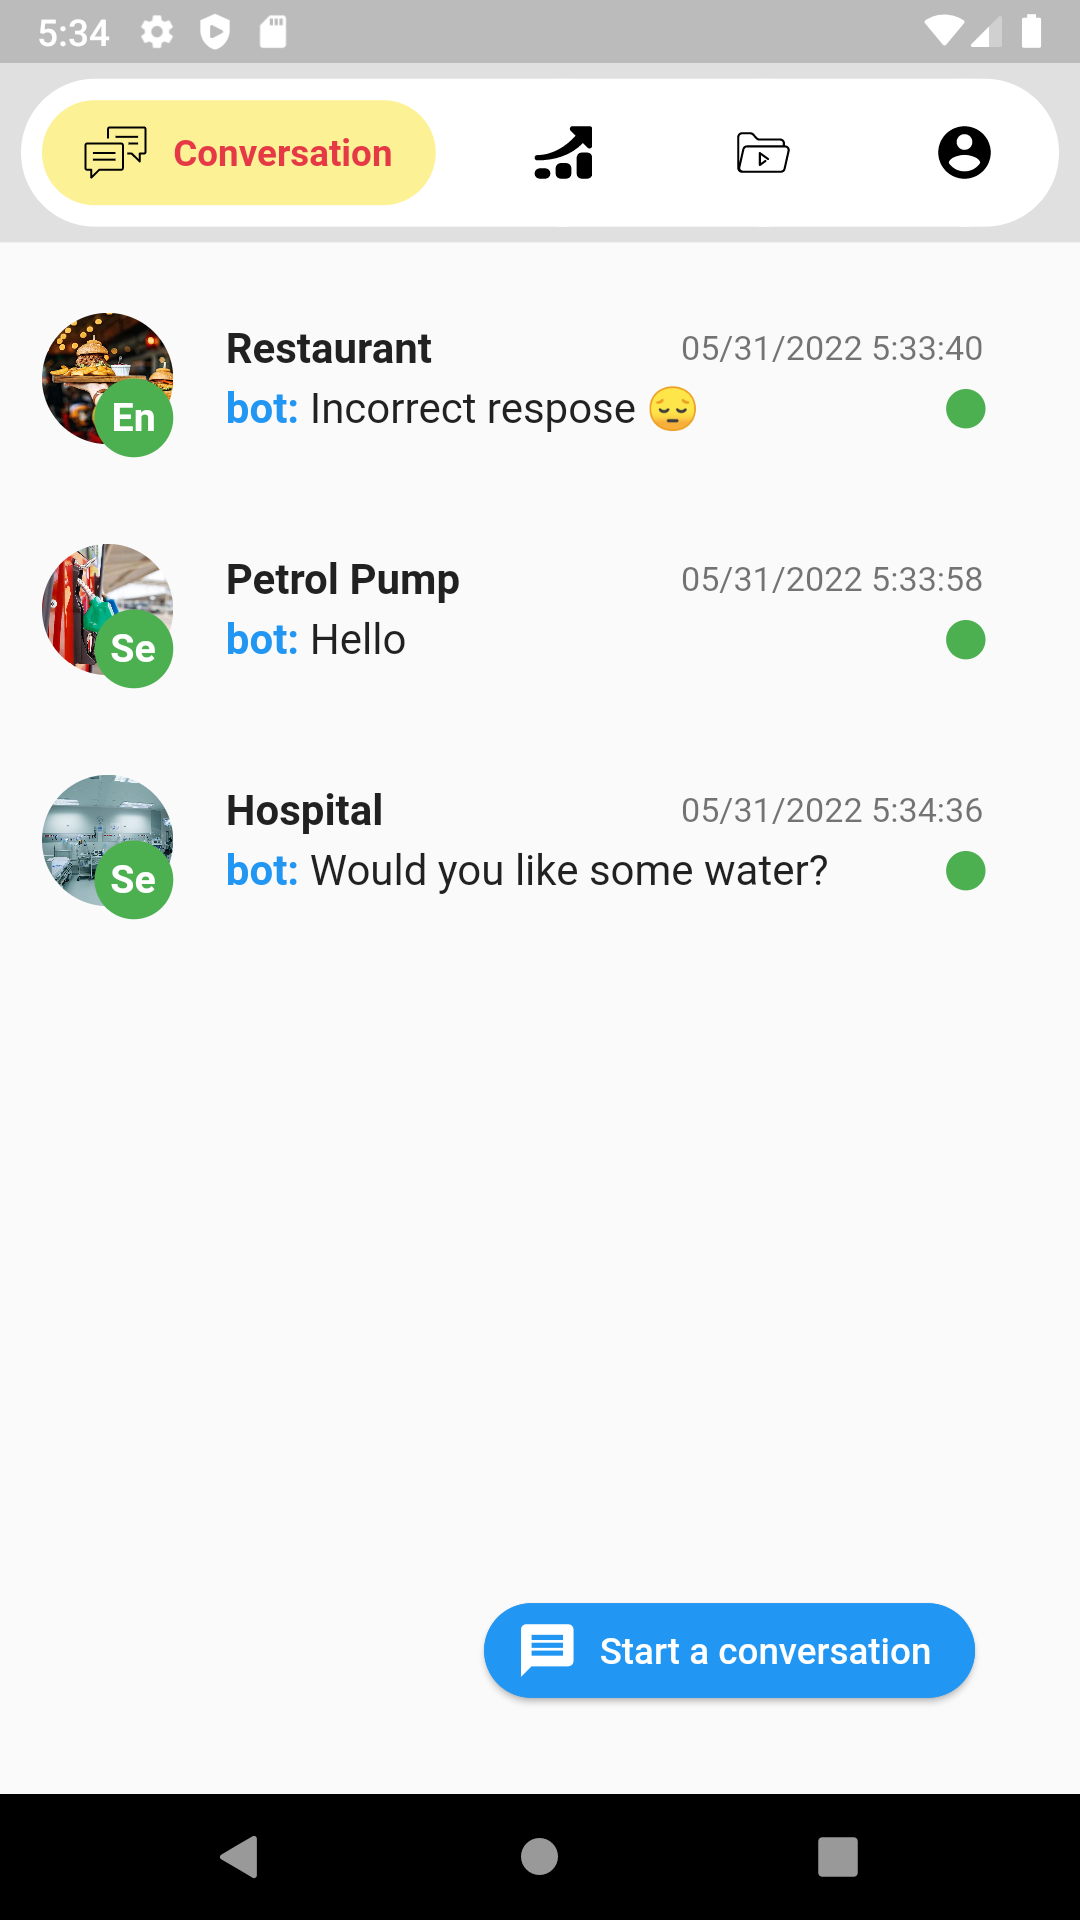 5:34
Conversation
Restaurant 05/31/2022 5:33:40
bot: Incorrect respose 😔
En
Petrol Pump 05/31/2022 5:33:58
bot: Hello
Se
Hospital 05/31/2022 5:34:36
bot: Would you like some water?
Se
Start a conversation